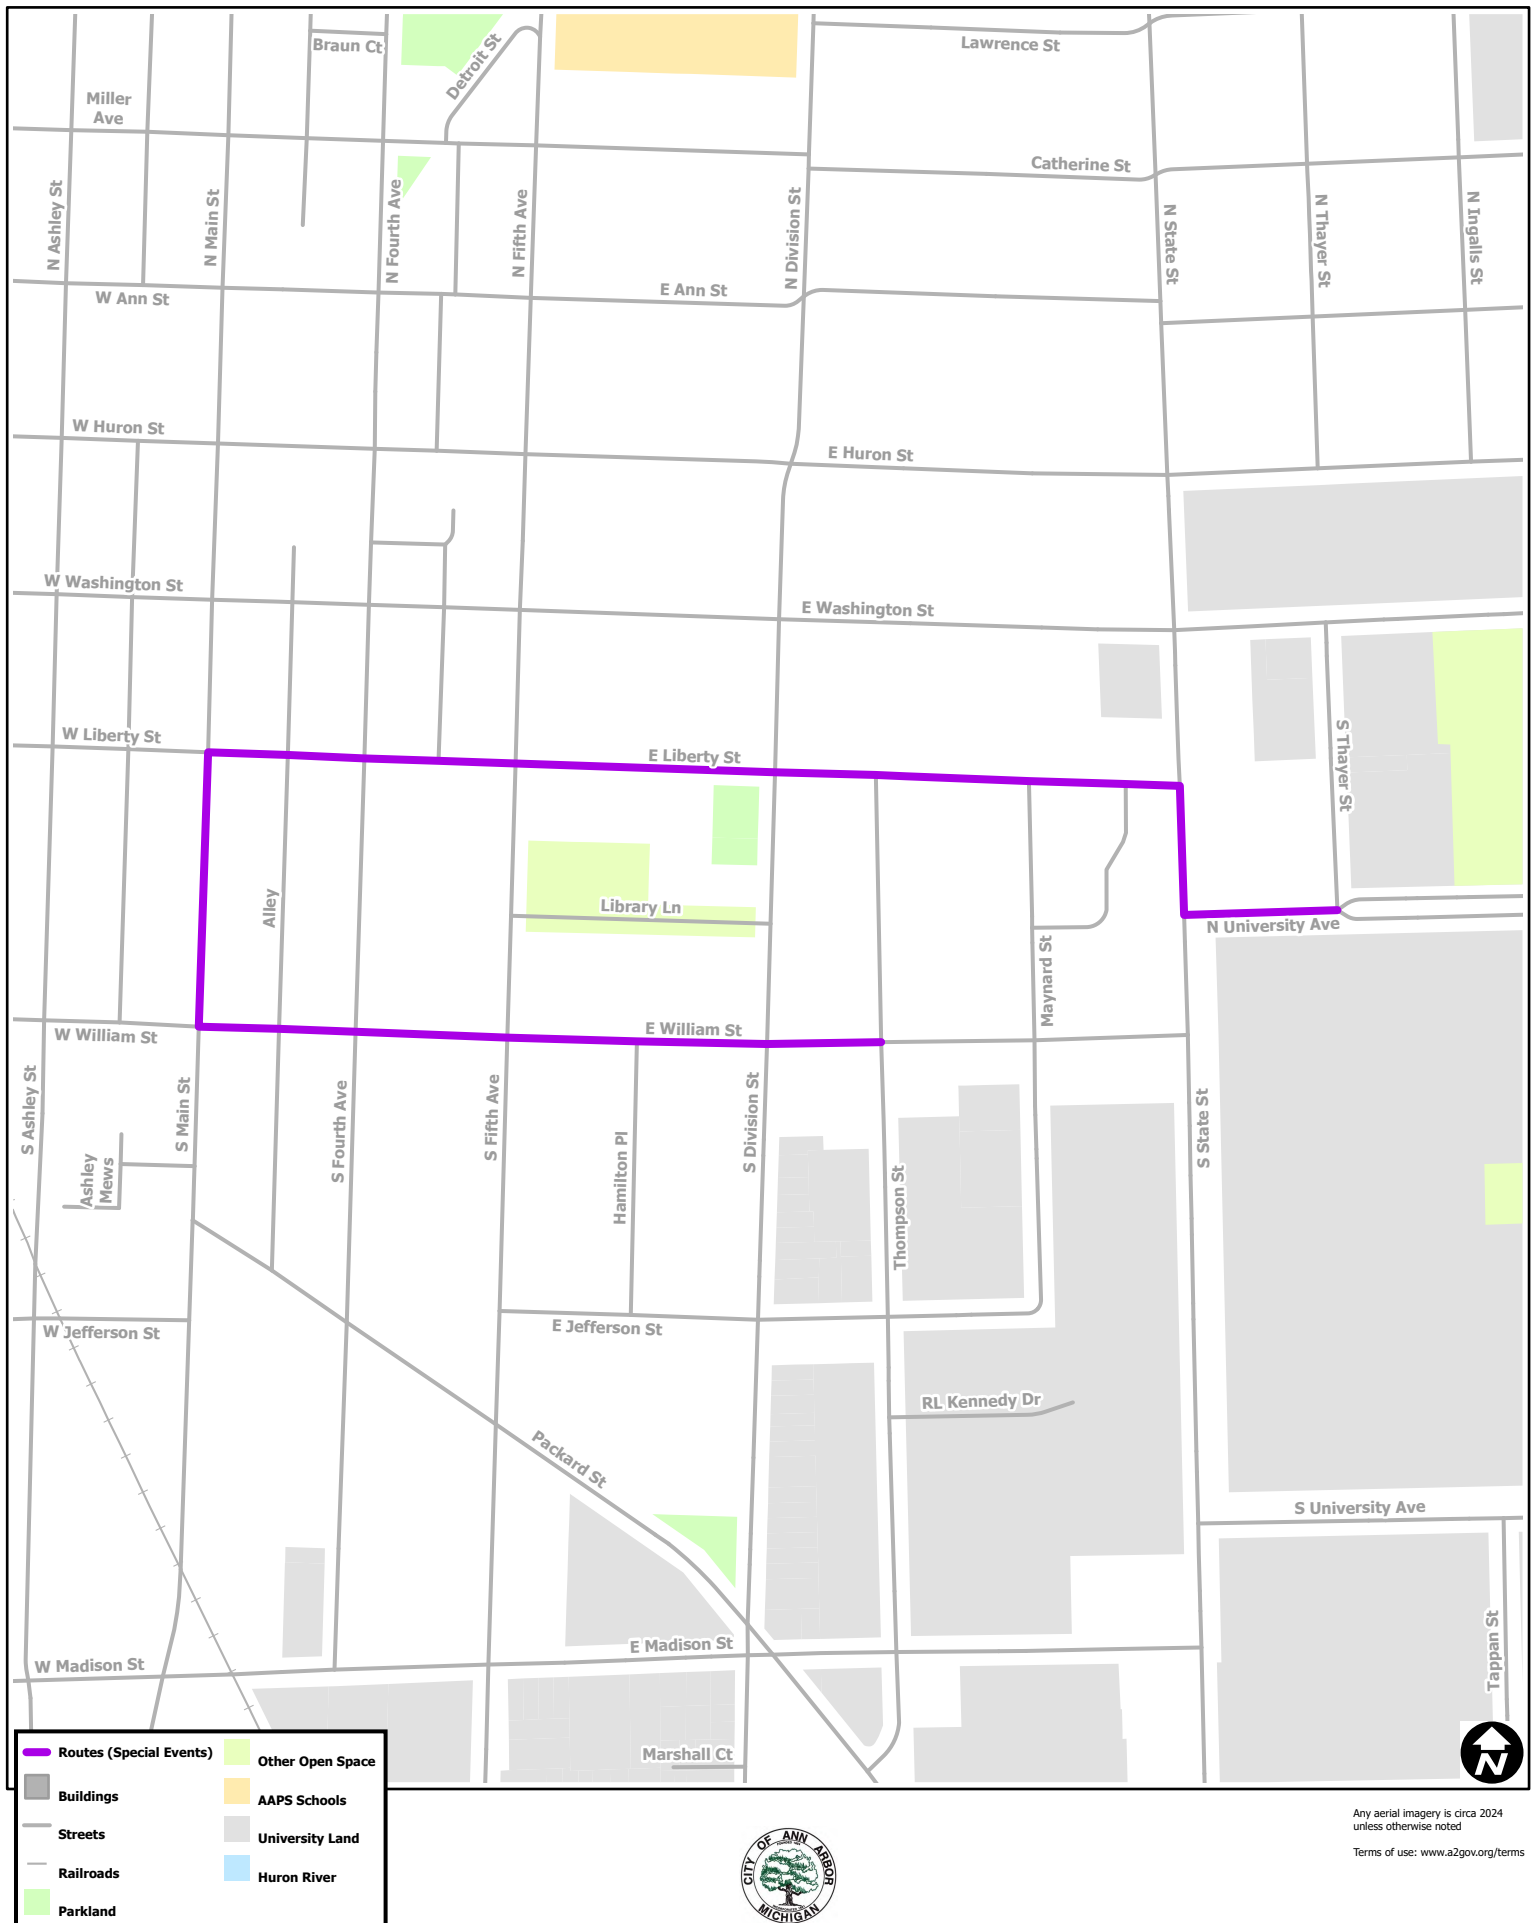 Braun Ct
Detroit St
Lawrence St
Miller
Ave
Catherine St
N Ashley St
N Main St
N Fourth Ave
N Fifth Ave
N Division St
N State St
N Thayer St
N Ingalls St
W Ann St
E Ann St
W Huron St
E Huron St
W Washington St
E Washington St
W Liberty St
E Liberty St
S Thayer St
Alley
Library Ln
N University Ave
Maynard St
W William St
E William St
S Ashley St
S Main St
S Fourth Ave
S Fifth Ave
Hamilton Pl
S Division St
Thompson St
S State St
Ashley
Mews
W Jefferson St
E Jefferson St
RL Kennedy Dr
Packard St
S University Ave
E Madison St
W Madison St
Tappan St
Marshall Ct
N
Routes (Special Events)
Buildings
Streets
Railroads
Parkland
Other Open Space
AAPS Schools
University Land
Huron River
CITY OF ANN ARBOR
MICHIGAN
Any aerial imagery is circa 2024
unless otherwise noted
Terms of use: www.a2gov.org/terms